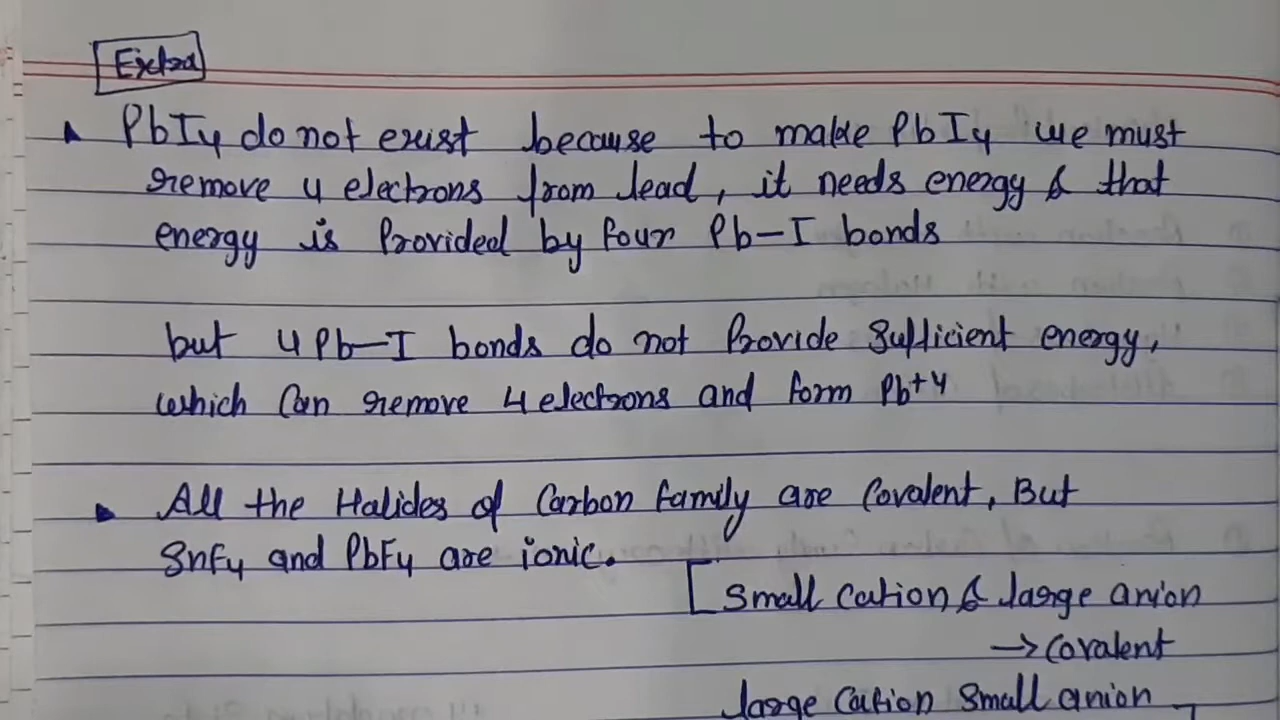 Extra
PbI4 do not exist because to make PbI4 we must
remove 4 electrons from lead, it needs energy & that
energy is Provided by four Pb-I bonds
but 4 Pb-I bonds do not Provide sufficient energy,
which can remove 4 electrons and form Pb+4
All the Halides of Carbon family are Covalent, But
SnF4 and PbF4 are ionic.
[Small Cation & large anion
→ Covalent
large Cation Small anion